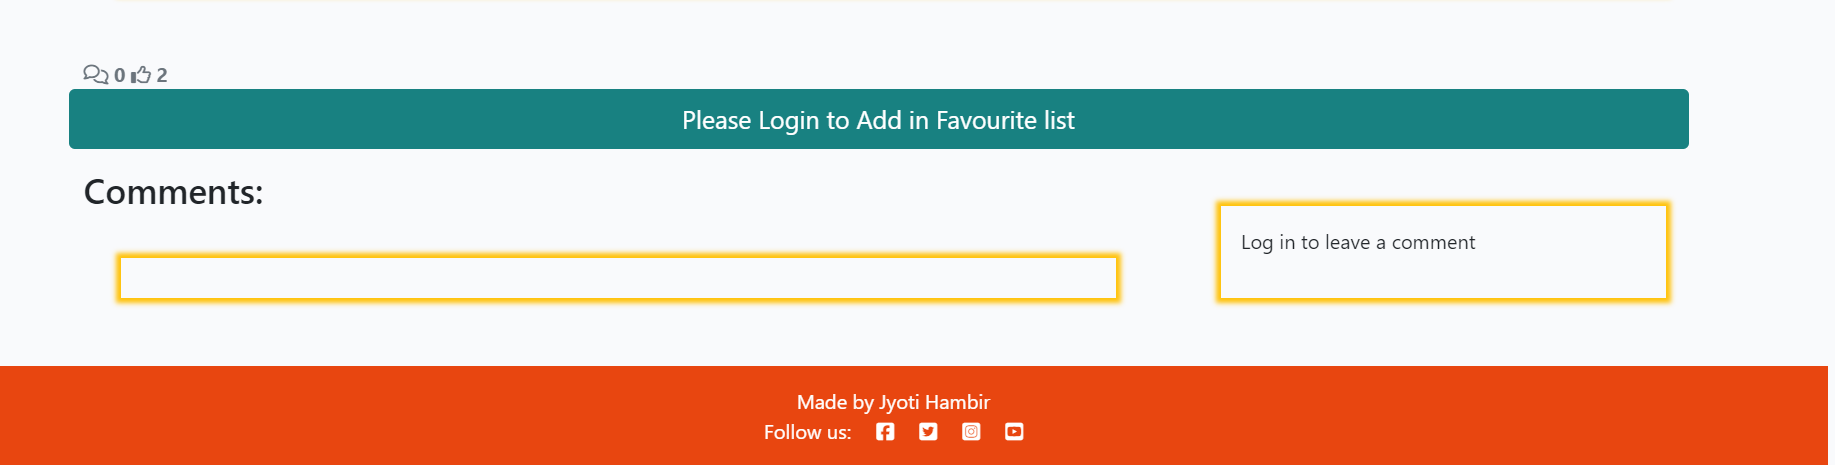 0 2
Please Login to Add in Favourite list
Comments:
Log in to leave a comment
Made by Jyoti Hambir
Follow us: